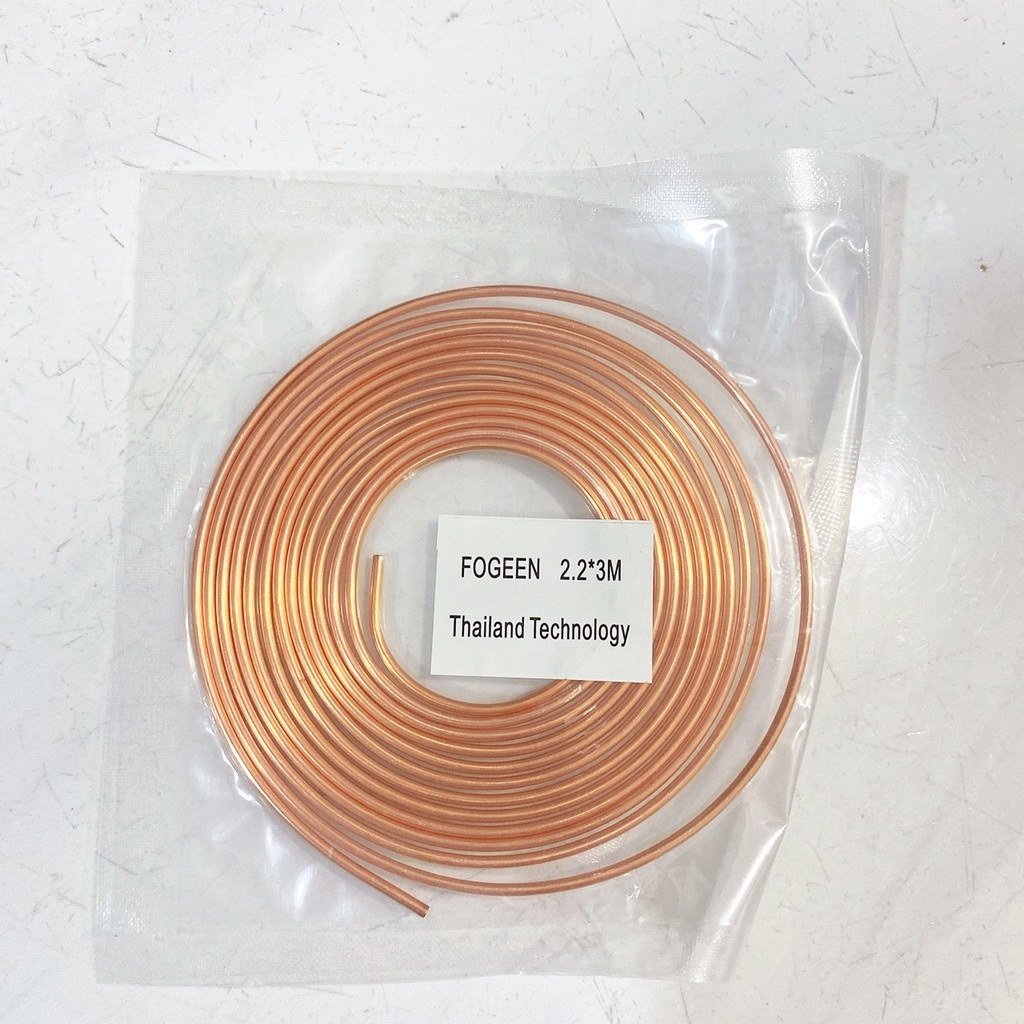 FOGEEN 2.2*3M
Thailand Technology